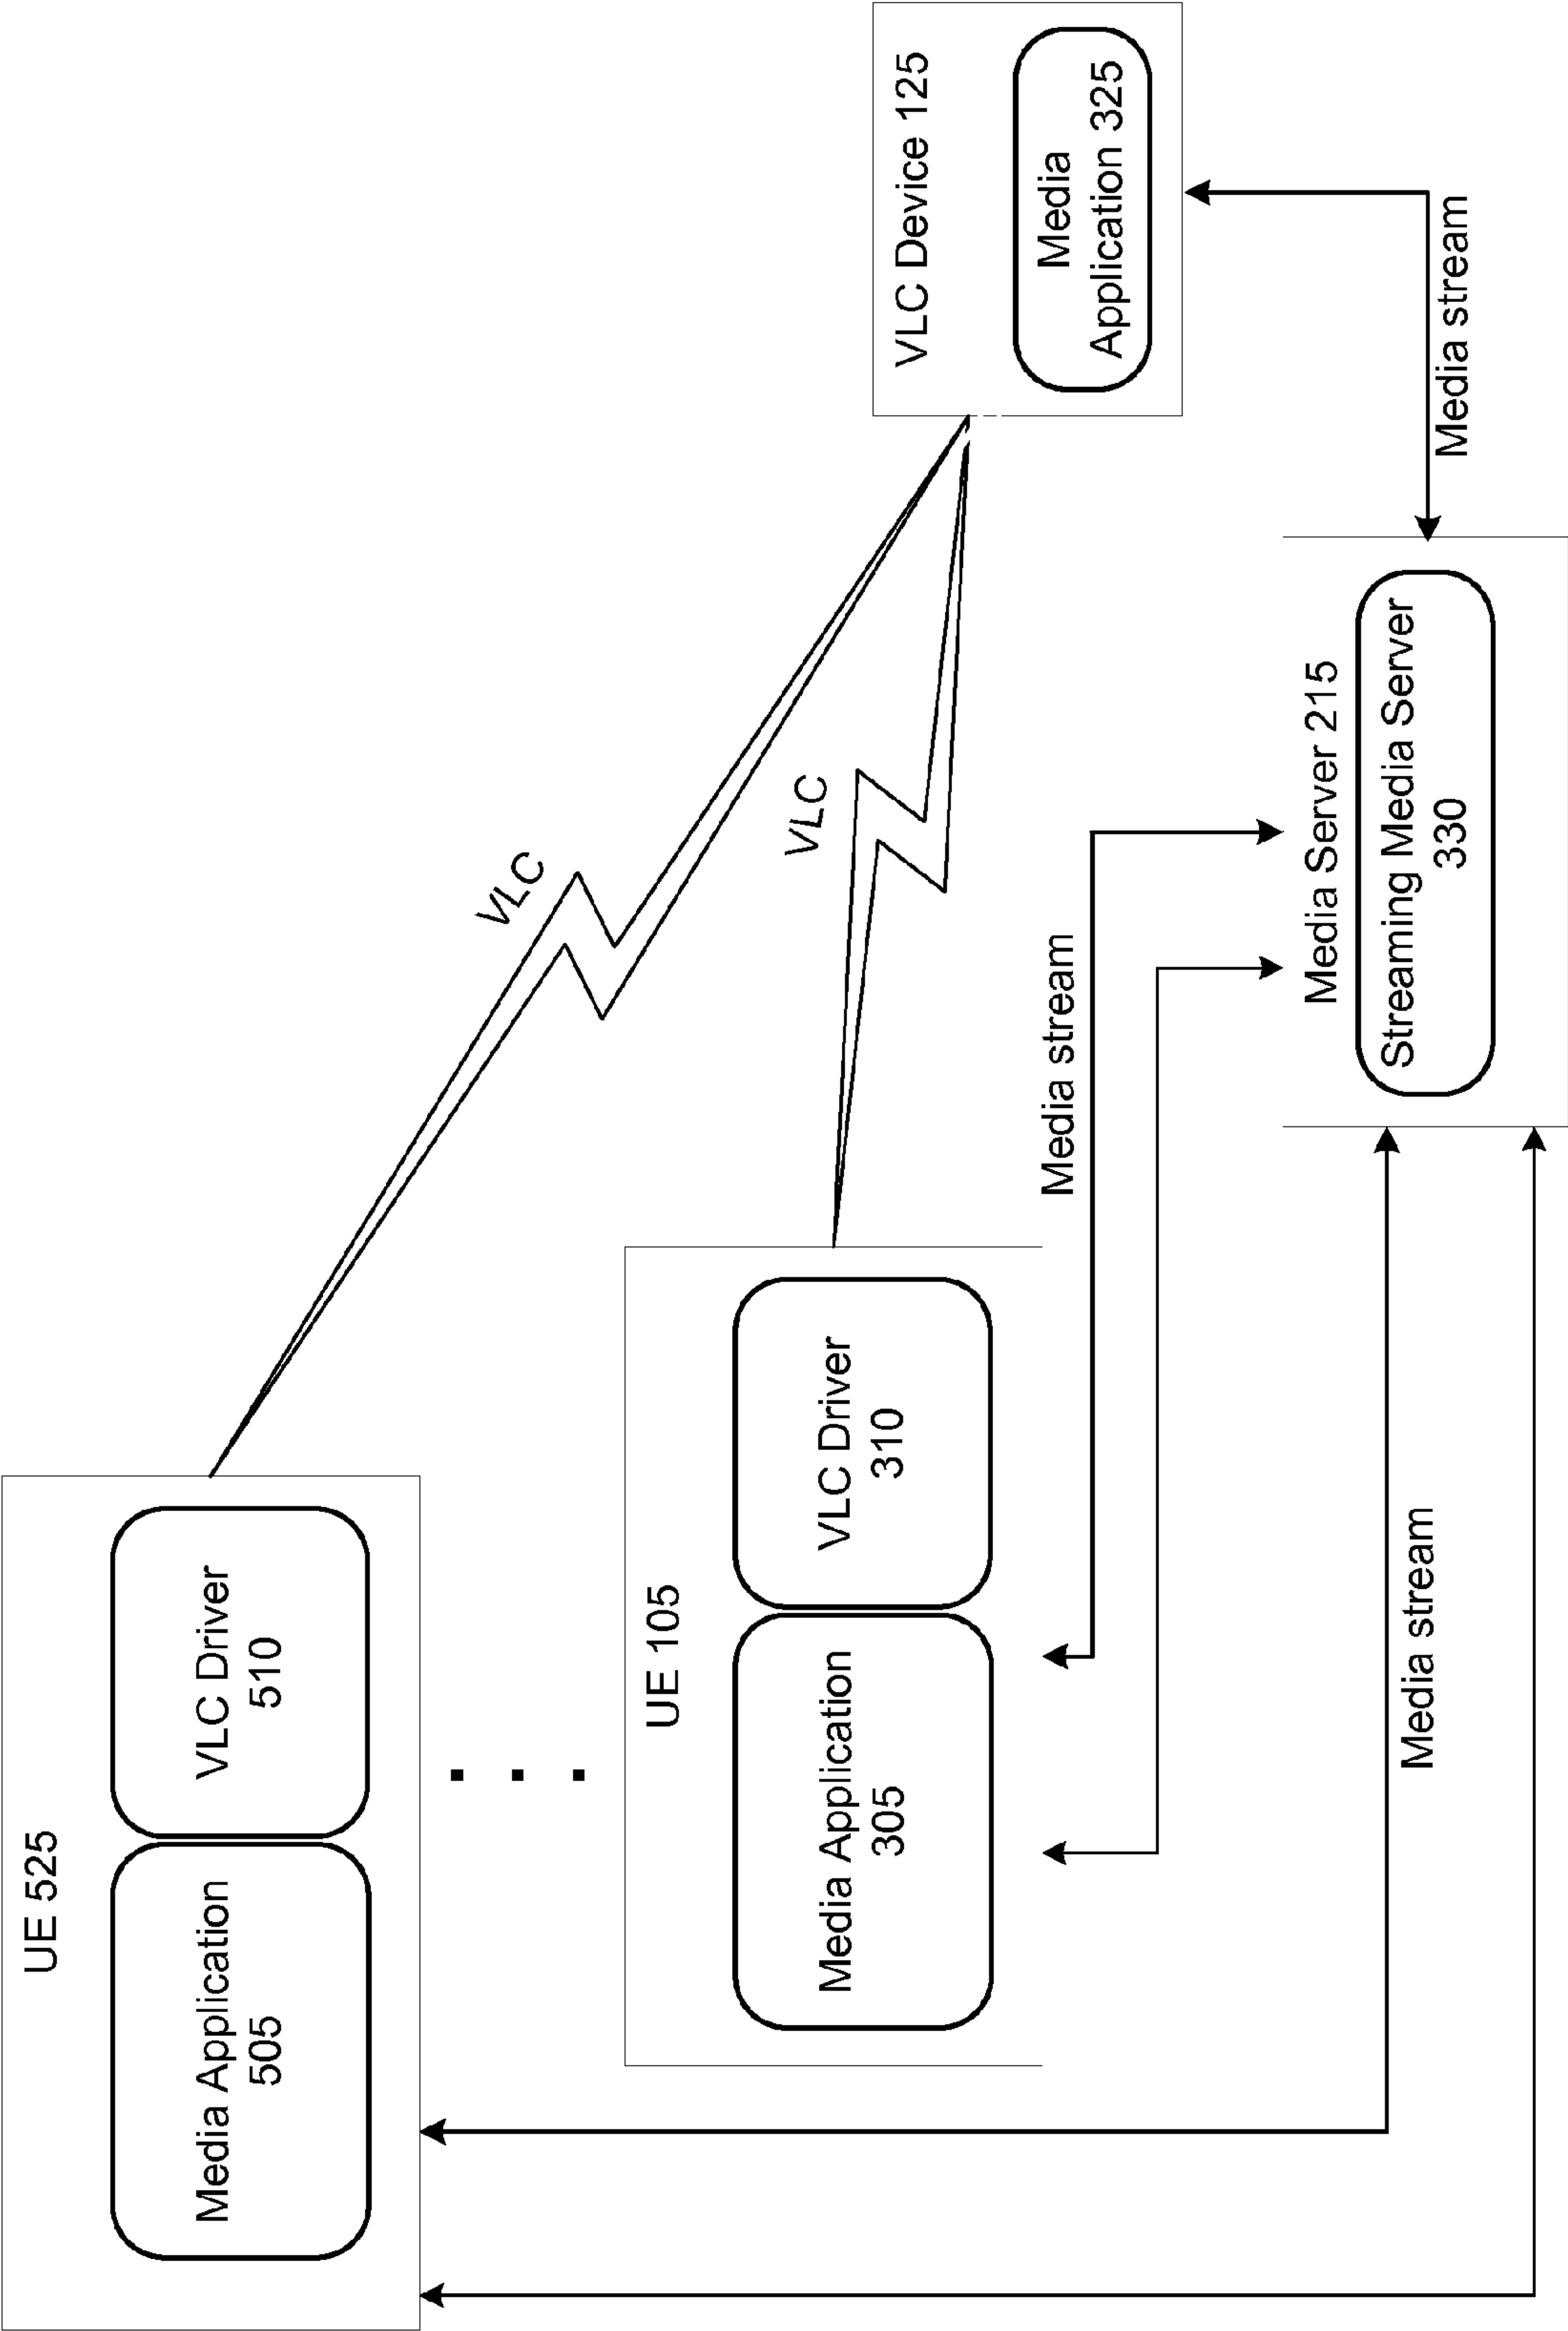 UE 525
Media Application
505
VLC Driver
510
VLC
UE 105
Media Application
305
VLC Driver
310
VLC
VLC Device 125
Media
Application 325
Media stream
Media Server 215
Streaming Media Server
330
Media stream
Media stream